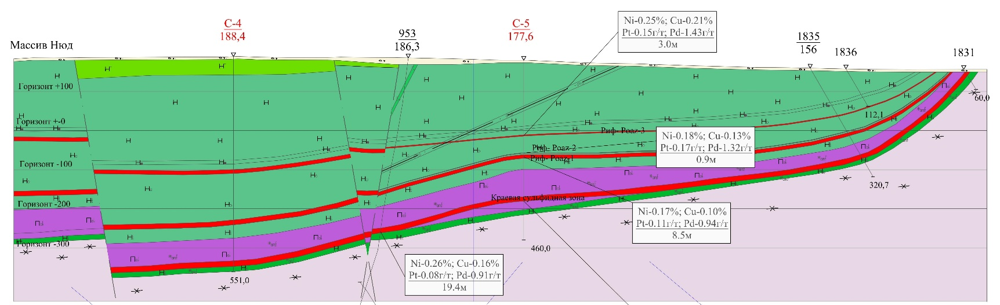 Массив Нюд
С-4
188,4
953
186,3
С-5
177,6
Ni-0.25%; Cu-0.21%
Pt-0.15г/т; Pd-1.43г/т
3.0м
1835
156
1836
1831
Горизонт +100
Горизонт +-0
Горизонт -100
Горизонт -200
Горизонт -300
60,0
112,1
Риф- Poaz-3
Риф- Poaz-2
Риф- Poaz-1
Ni-0.18%; Cu-0.13%
Pt-0.17г/т; Pd-1.32г/т
0.9м
320,7
Краевая сульфидная зона
Ni-0.17%; Cu-0.10%
Pt-0.11г/т; Pd-0.94г/т
8.5м
460,0
Ni-0.26%; Cu-0.16%
Pt-0.08г/т; Pd-0.91г/т
19.4м
551,0